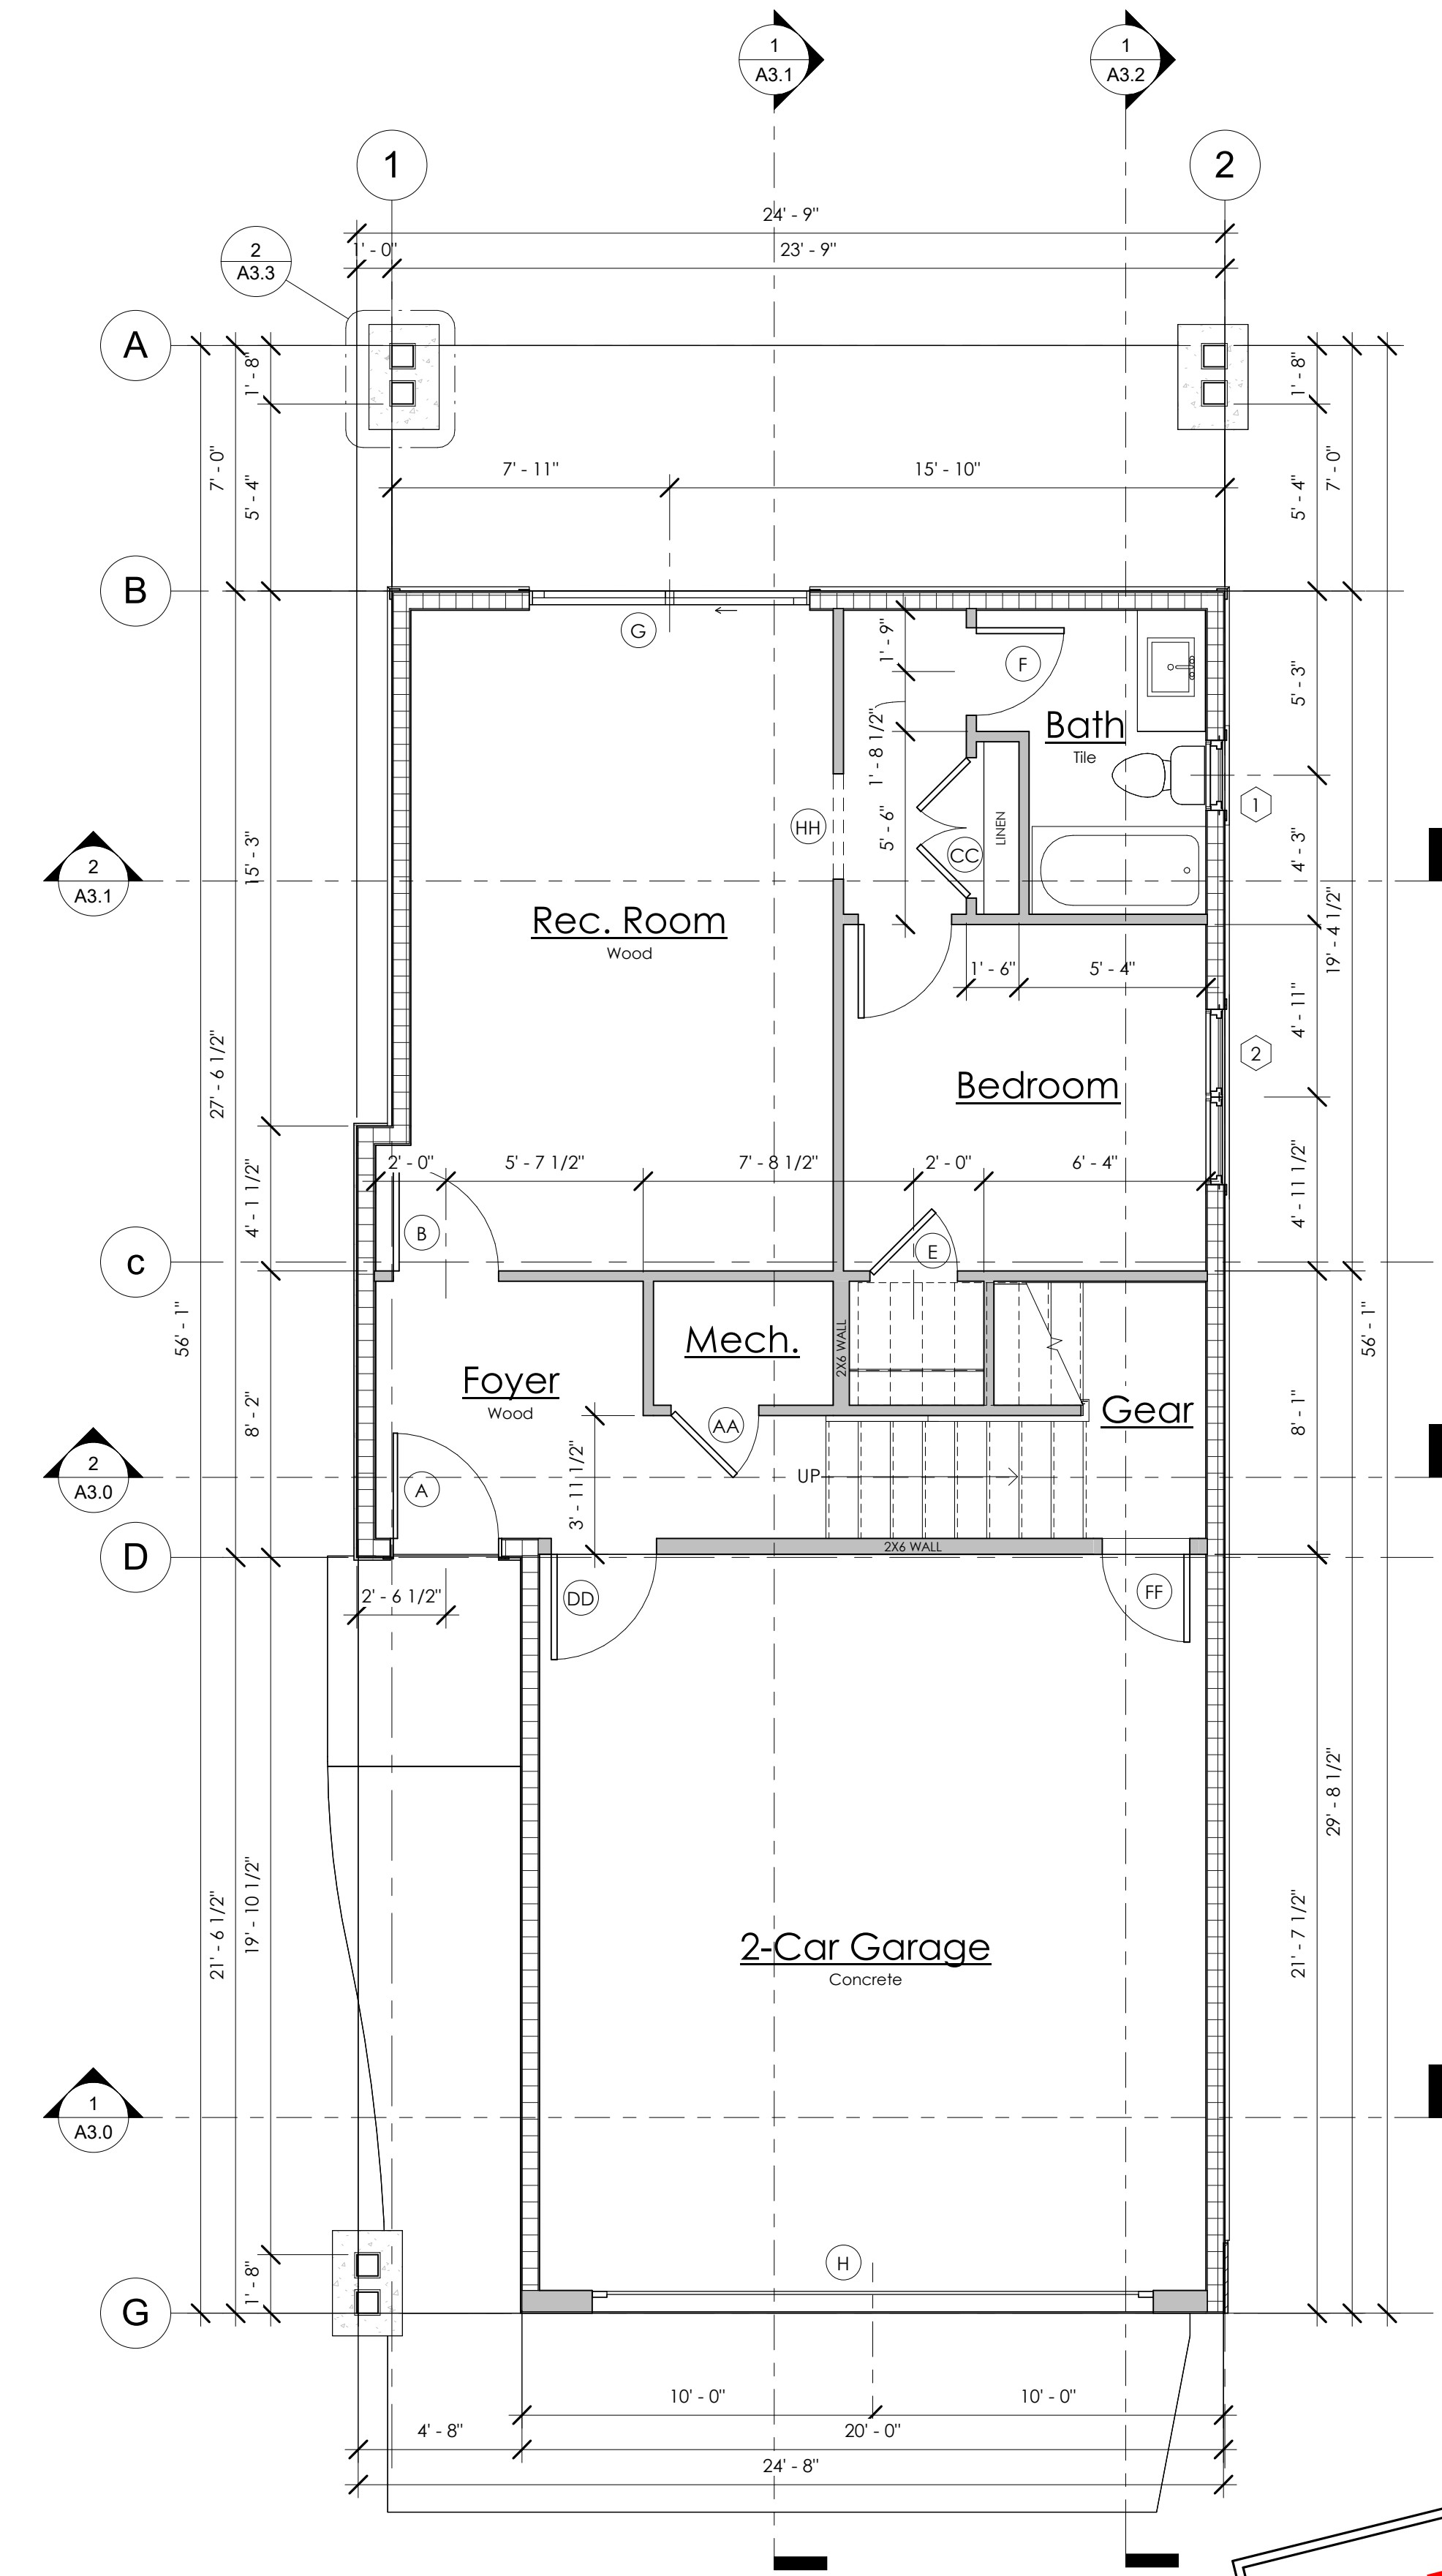 1
A3.1
1
A3.2
1
2
24' - 9"
1' - 0"
23' - 9"
2
A3.3
A
1' - 8"
1' - 8"
7' - 0"
5' - 4"
7' - 11"
15' - 10"
5' - 4"
7' - 0"
B
G
1' - 9"
F
5' - 3"
Bath
Tile
1' - 8 1/2"
1
HH
5' - 6"
LINEN
CC
4' - 3"
15' - 3"
2
A3.1
Rec. Room
Wood
19' - 4 1/2"
1' - 6"
5' - 4"
4' - 11"
2
27' - 6 1/2"
Bedroom
2' - 0"
5' - 7 1/2"
7' - 8 1/2"
2' - 0"
6' - 4"
4' - 1 1/2"
4' - 11 1/2"
B
E
c
56' - 1"
56' - 1"
Mech.
2X6 WALL
Foyer
Wood
Gear
8' - 2"
8' - 1"
AA
2
A3.0
A
3' - 11 1/2"
UP
D
2X6 WALL
2' - 6 1/2"
DD
FF
29' - 8 1/2"
21' - 6 1/2"
19' - 10 1/2"
21' - 7 1/2"
2-Car Garage
Concrete
1
A3.0
H
1' - 8"
G
10' - 0"
10' - 0"
4' - 8"
20' - 0"
24' - 8"